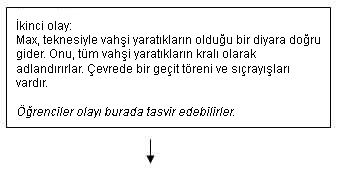 İkinci olay:
Max, teknesiyle vahşi yaratıkların olduğu bir diyara doğru
gider. Onu, tüm vahşi yaratıkların kralı olarak
adlandırırlar. Çevrede bir geçit töreni ve sıçrayışları
vardır.
Öğrenciler olayı burada tasvir edebilirler.